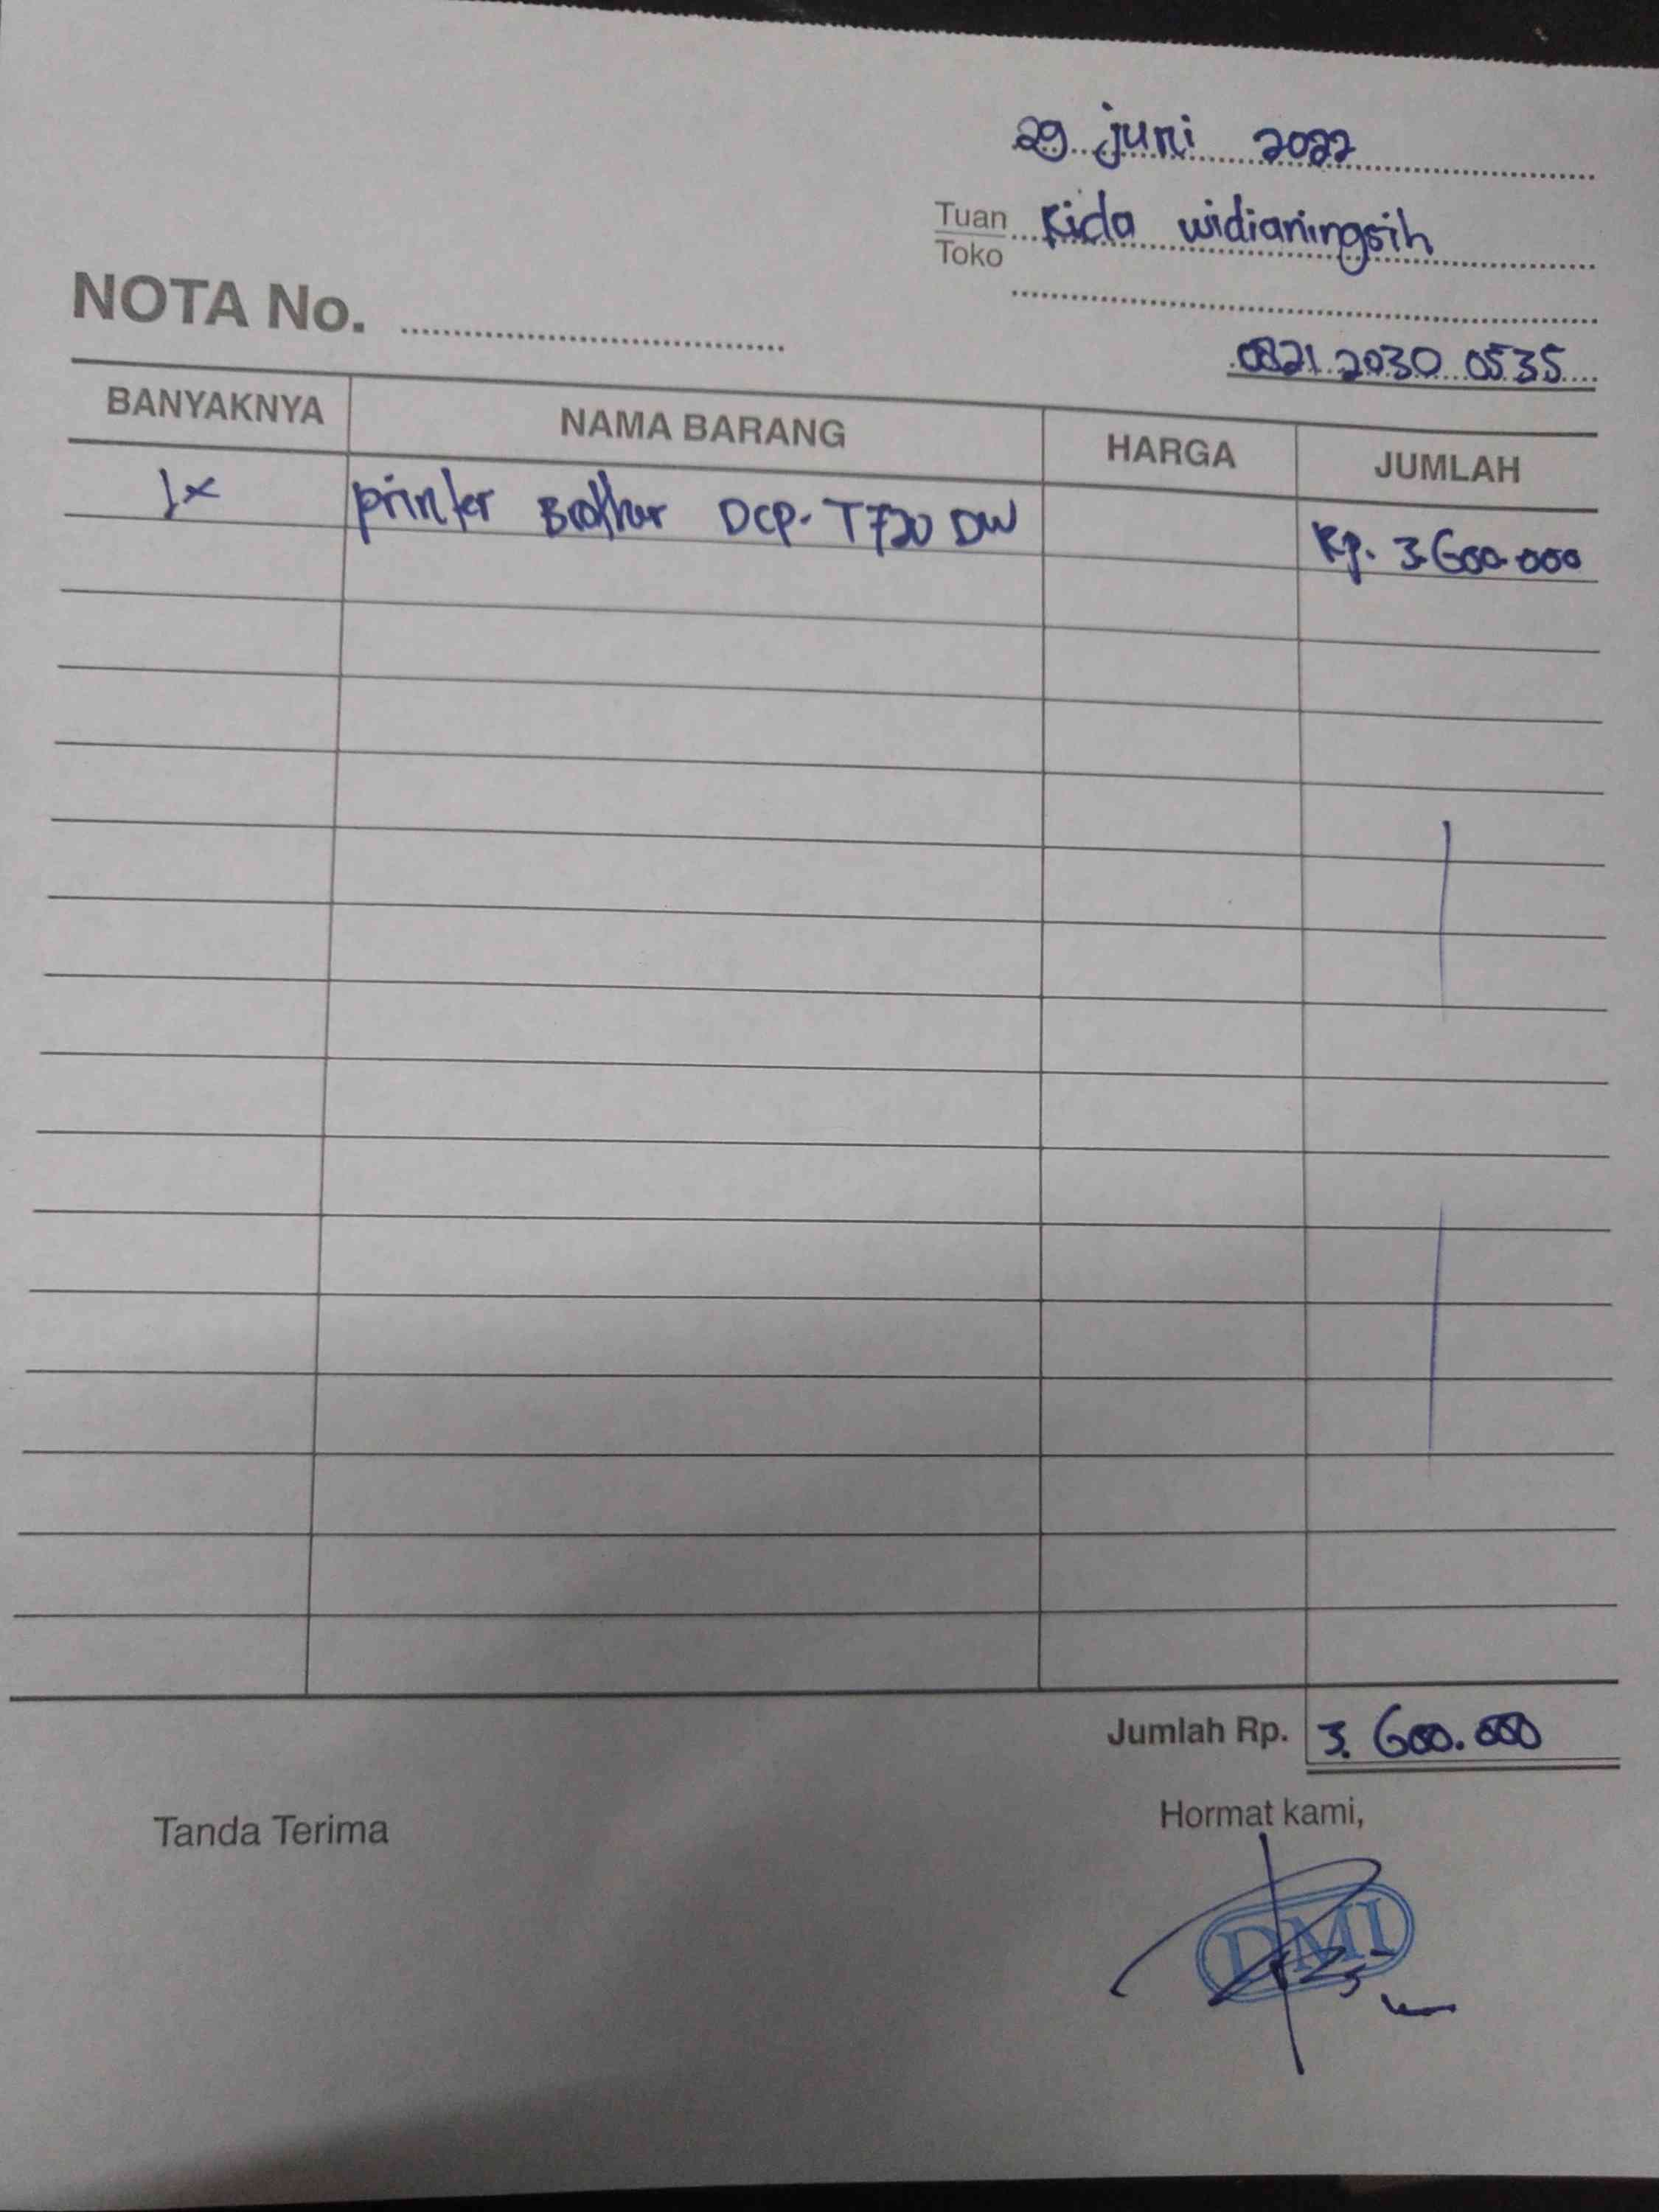 29 juni 2022
Tuan Kida widianingsih
Toko
NOTA No.
0821 2030 0535
BANYAKNYA NAMA BARANG HARGA JUMLAH
1x printer Brother DCP-T720 DW Rp. 3.600.000
Jumlah Rp. 3.600.000
Tanda Terima Hormat kami,
DMI